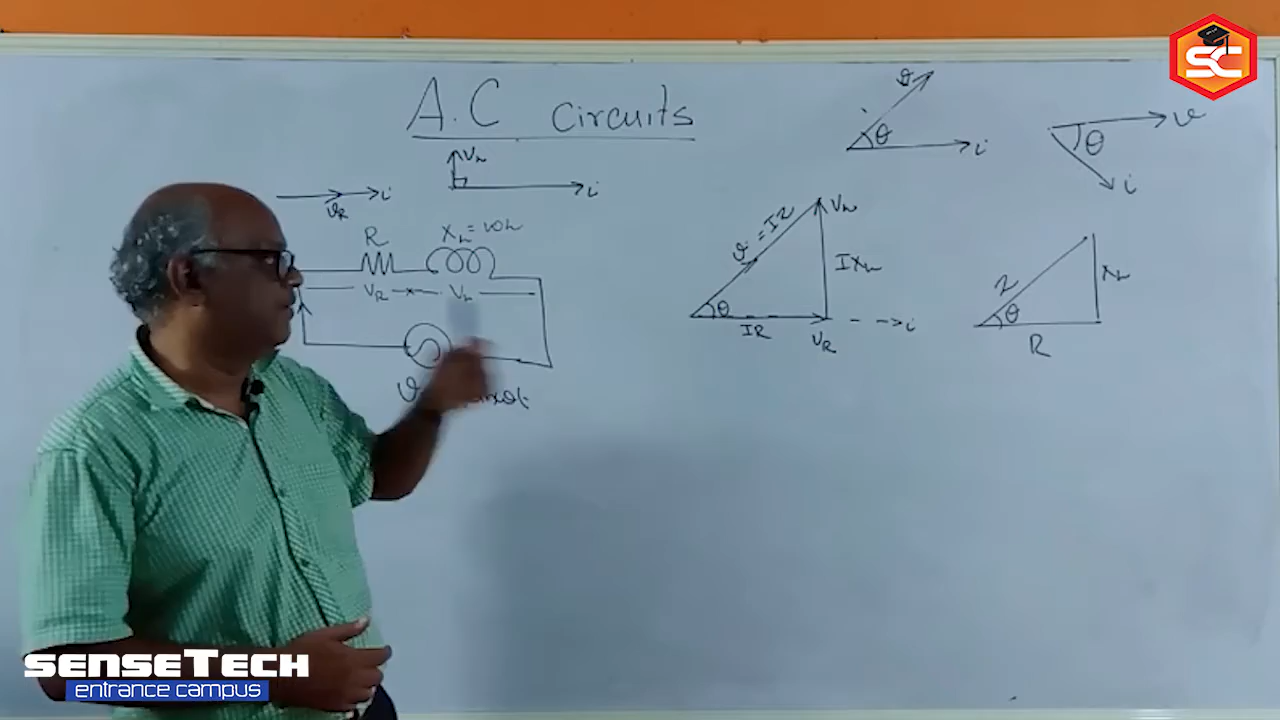 SC
A.C circuits
v
θ
i
v
θ
i
V_L
i
i
v_R
V_L
v = IZ
IX_L
θ
IR
V_R
i
Z
X_L
θ
R
R
X_L = ωL
V_R
V_L
v
SENSETECH
entrance campus